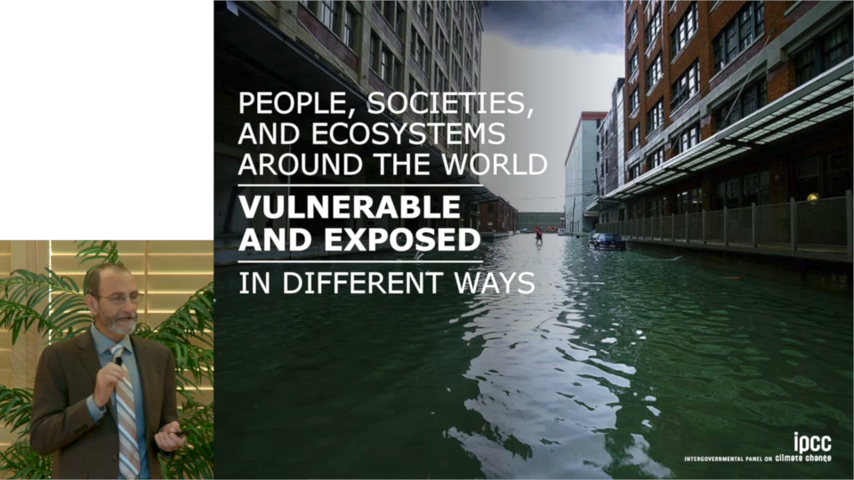 PEOPLE, SOCIETIES,
AND ECOSYSTEMS
AROUND THE WORLD
VULNERABLE
AND EXPOSED
IN DIFFERENT WAYS
ipcc
INTERGOVERNMENTAL PANEL ON climate change